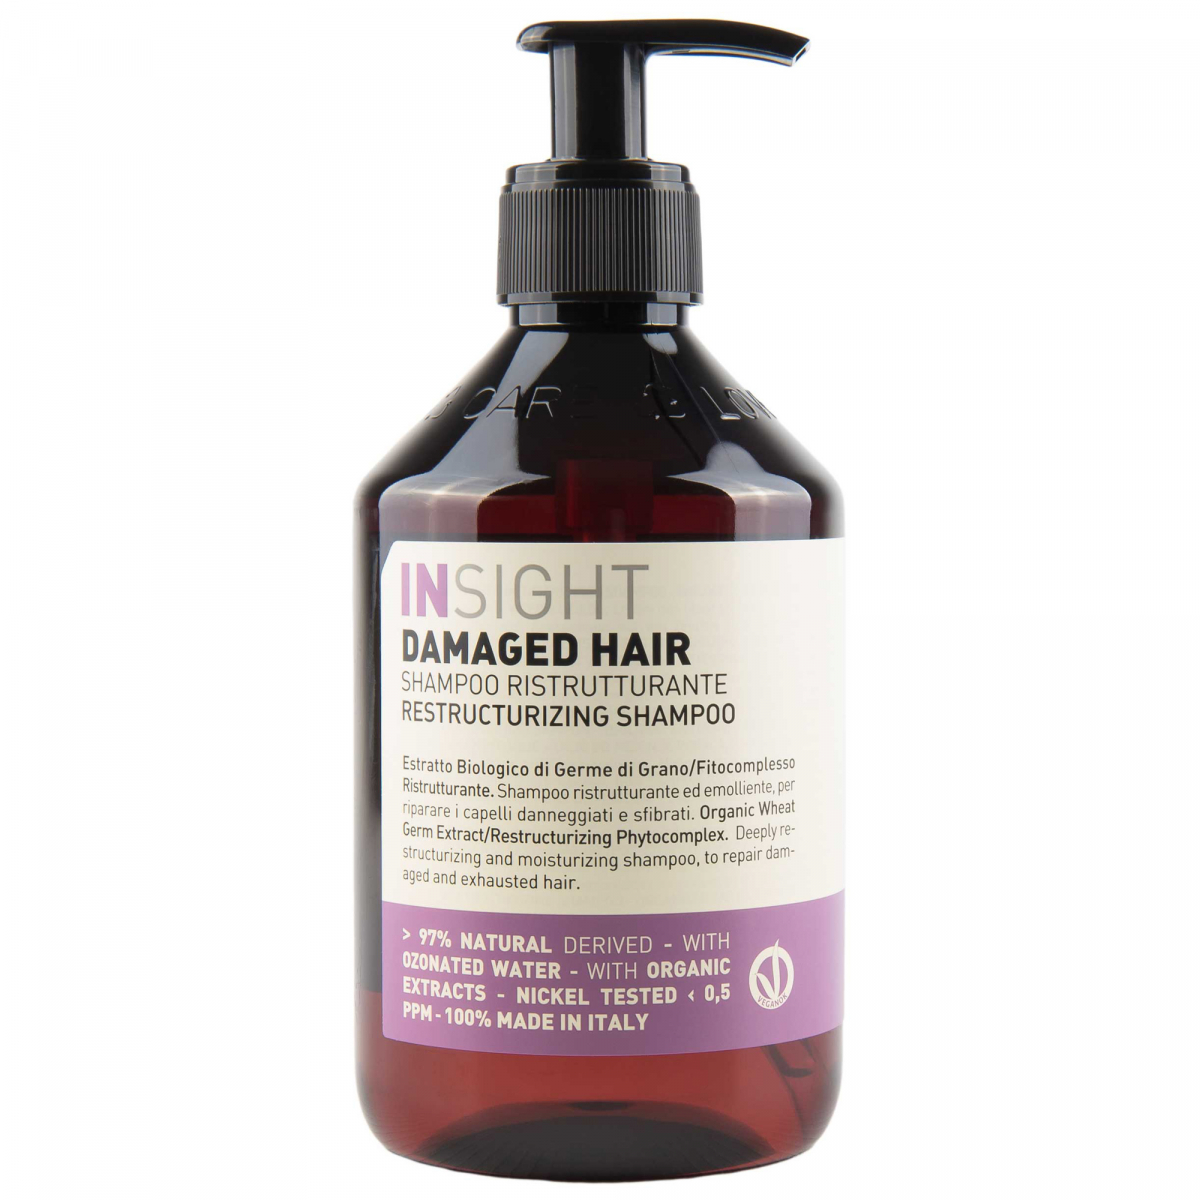 CARE & LOV
INSIGHT
DAMAGED HAIR
SHAMPOO RISTRUTTURANTE
RESTRUCTURIZING SHAMPOO
Estratto Biologico di Germe di Grano/Fitocomplesso
Ristrutturante. Shampoo ristrutturante ed emolliente, per
riparare i capelli danneggiati e sfibrati. Organic Wheat
Germ Extract/Restructurizing Phytocomplex. Deeply re-
structurizing and moisturizing shampoo, to repair dam-
aged and exhausted hair.
> 97% NATURAL DERIVED - WITH
OZONATED WATER - WITH ORGANIC
EXTRACTS - NICKEL TESTED < 0,5
PPM - 100% MADE IN ITALY
VEGANOK